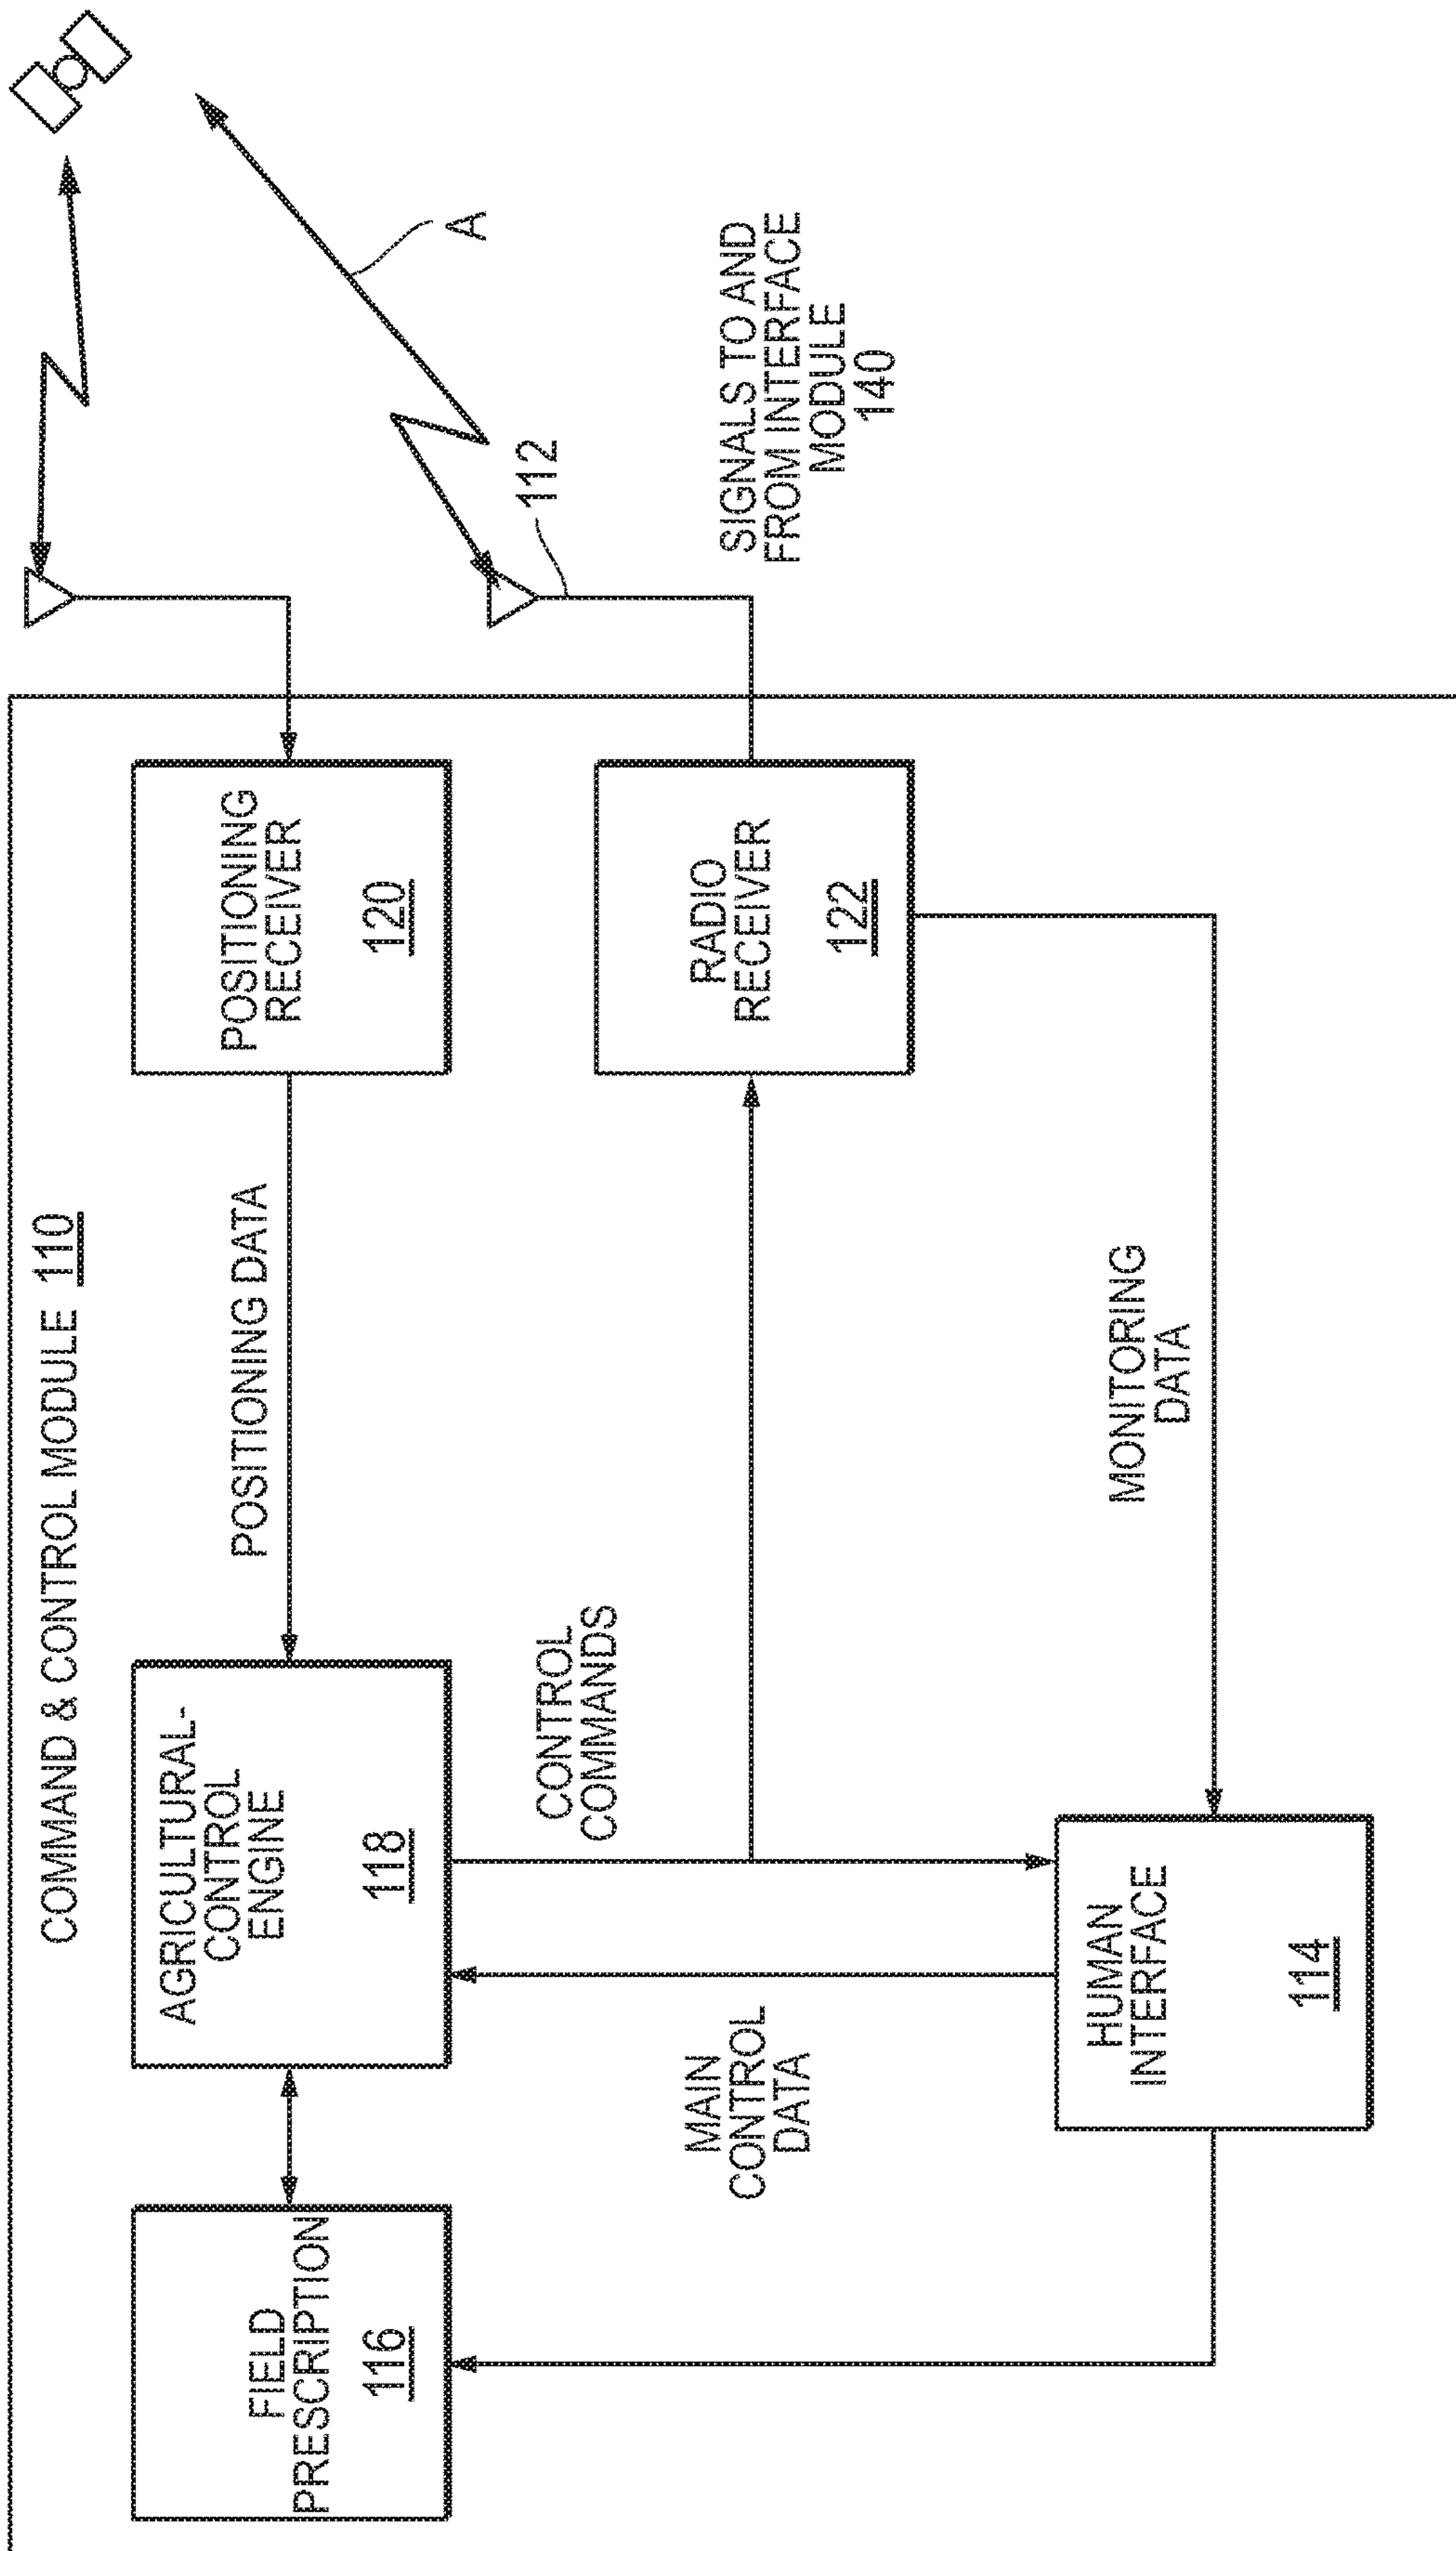 COMMAND & CONTROL MODULE 110
FIELD
PRESCRIPTION
116
AGRICULTURAL-
CONTROL
ENGINE
118
POSITIONING DATA
POSITIONING
RECEIVER
120
A
112
CONTROL
COMMANDS
MAIN
CONTROL
DATA
RADIO
RECEIVER
122
SIGNALS TO AND
FROM INTERFACE
MODULE
140
HUMAN
INTERFACE
114
MONITORING
DATA